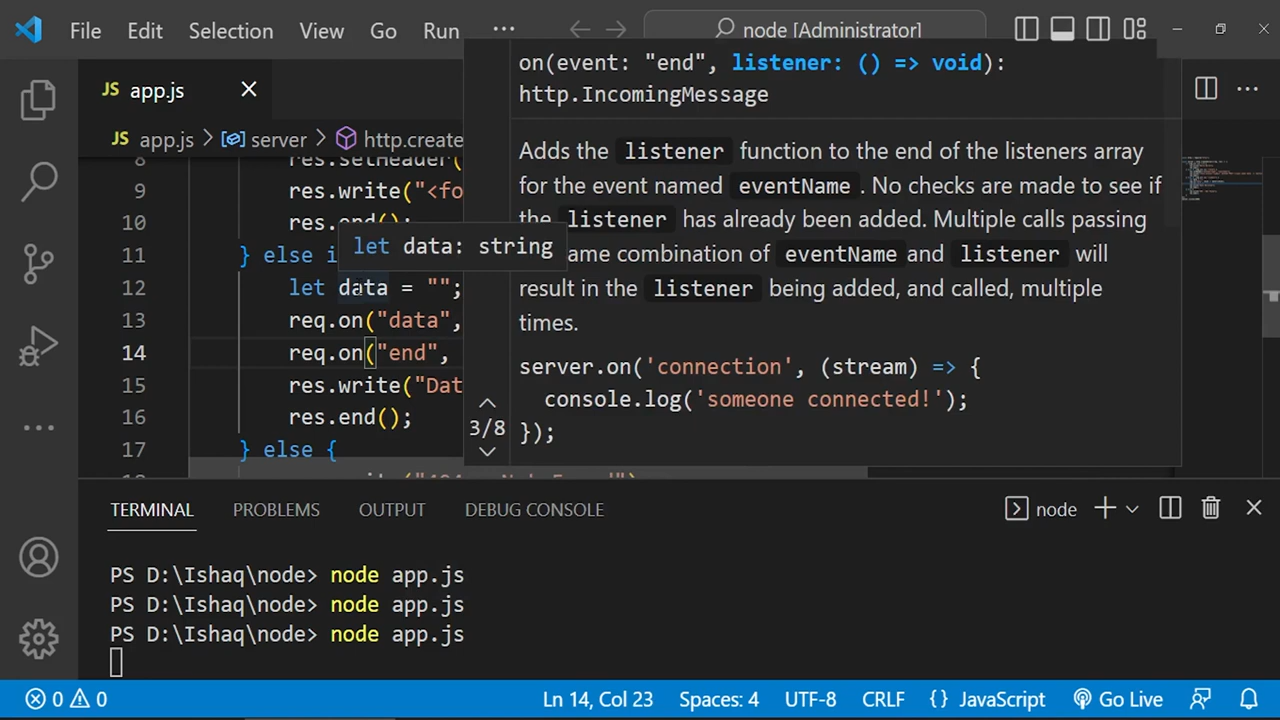 File Edit Selection View Go Run ··· node [Administrator]
JS app.js
JS app.js > server > http.create
8 res.setHeader(
9 res.write("<fo
10 res.end();
11 } else i
12 let data = "";
13 req.on("data",
14 req.on("end",
15 res.write("Dat
16 res.end();
17 } else {
let data: string
on(event: "end", listener: () => void):
http.IncomingMessage
Adds the listener function to the end of the listeners array
for the event named eventName . No checks are made to see if
the listener has already been added. Multiple calls passing
ame combination of eventName and listener will
result in the listener being added, and called, multiple
times.
server.on('connection', (stream) => {
console.log('someone connected!');
});
3/8
TERMINAL PROBLEMS OUTPUT DEBUG CONSOLE node
PS D:\Ishaq\node> node app.js
PS D:\Ishaq\node> node app.js
PS D:\Ishaq\node> node app.js
0 0 Ln 14, Col 23 Spaces: 4 UTF-8 CRLF {} JavaScript Go Live